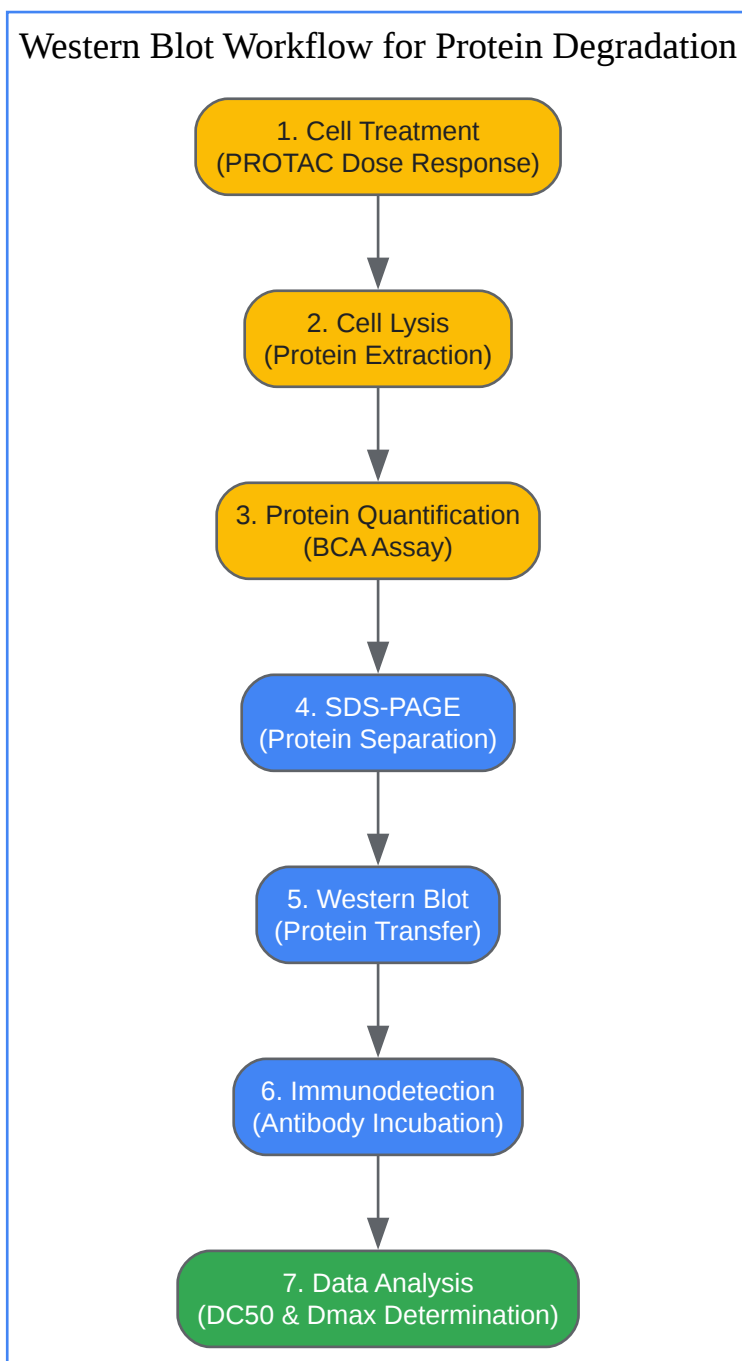 Western Blot Workflow for Protein Degradation
1. Cell Treatment
(PROTAC Dose Response)
2. Cell Lysis
(Protein Extraction)
3. Protein Quantification
(BCA Assay)
4. SDS-PAGE
(Protein Separation)
5. Western Blot
(Protein Transfer)
6. Immunodetection
(Antibody Incubation)
7. Data Analysis
(DC50 & Dmax Determination)